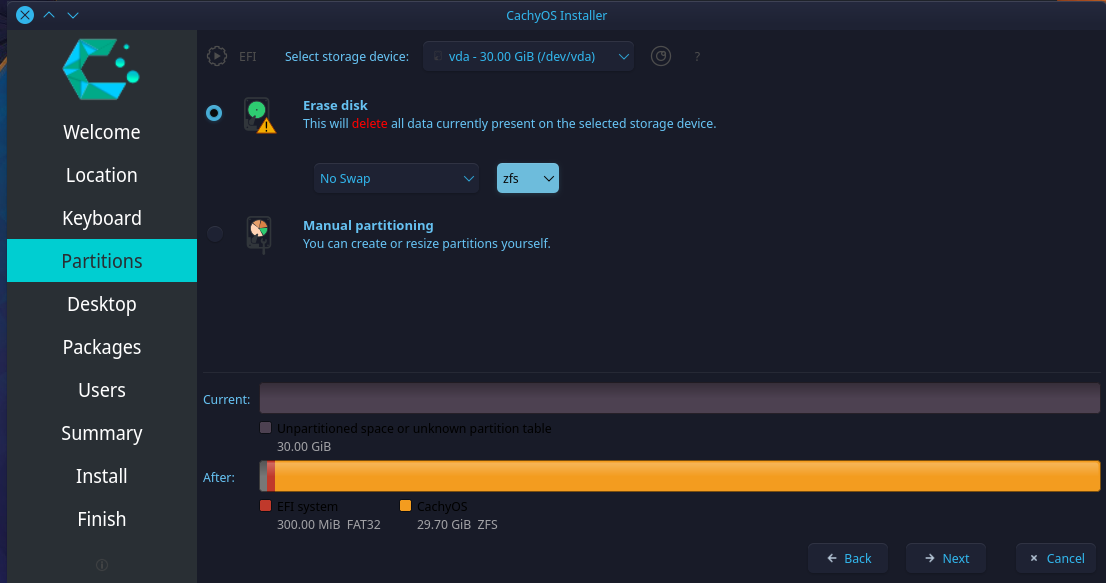 CachyOS Installer
EFI Select storage device: vda - 30.00 GiB (/dev/vda) ?
Welcome
Location
Keyboard
Partitions
Desktop
Packages
Users
Summary
Install
Finish
Erase disk
This will delete all data currently present on the selected storage device.
No Swap zfs
Manual partitioning
You can create or resize partitions yourself.
Current:
Unpartitioned space or unknown partition table
30.00 GiB
After:
EFI system CachyOS
300.00 MiB FAT32 29.70 GiB ZFS
Back Next Cancel